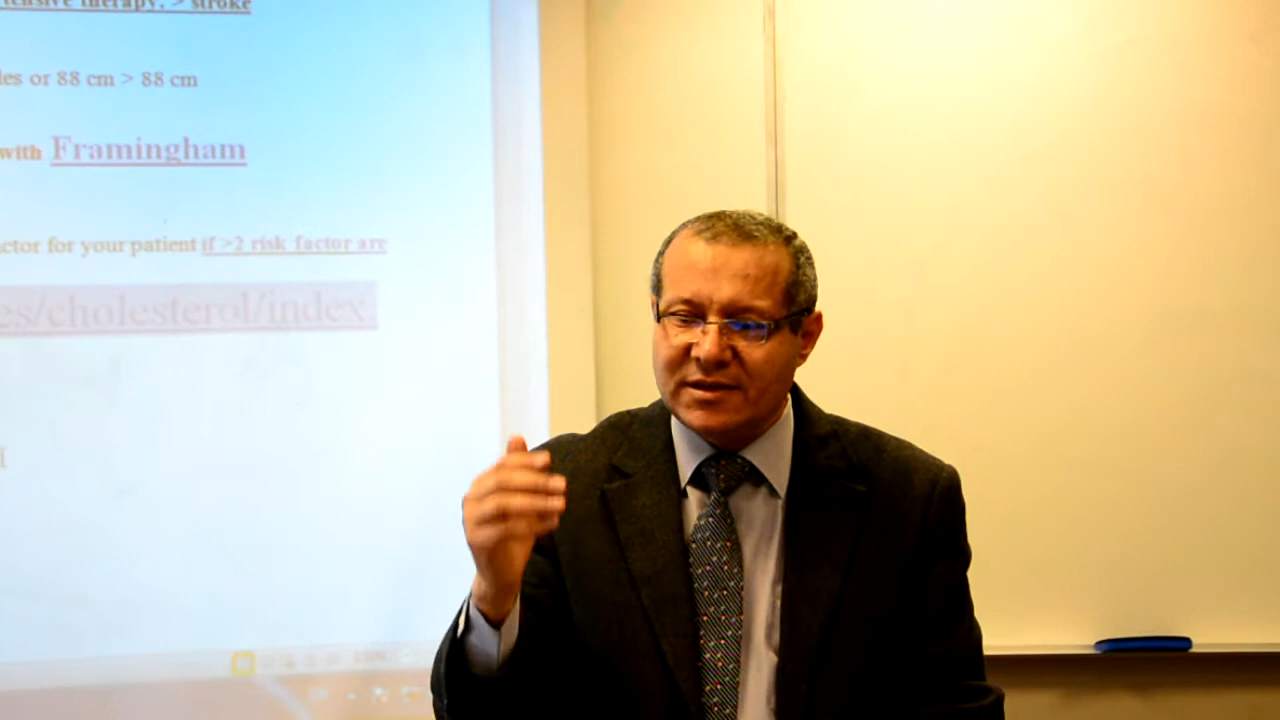 tensive therapy. > stroke
les or 88 cm > 88 cm
with Framingham
ctor for your patient if >2 risk factor are
es/cholesterol/index